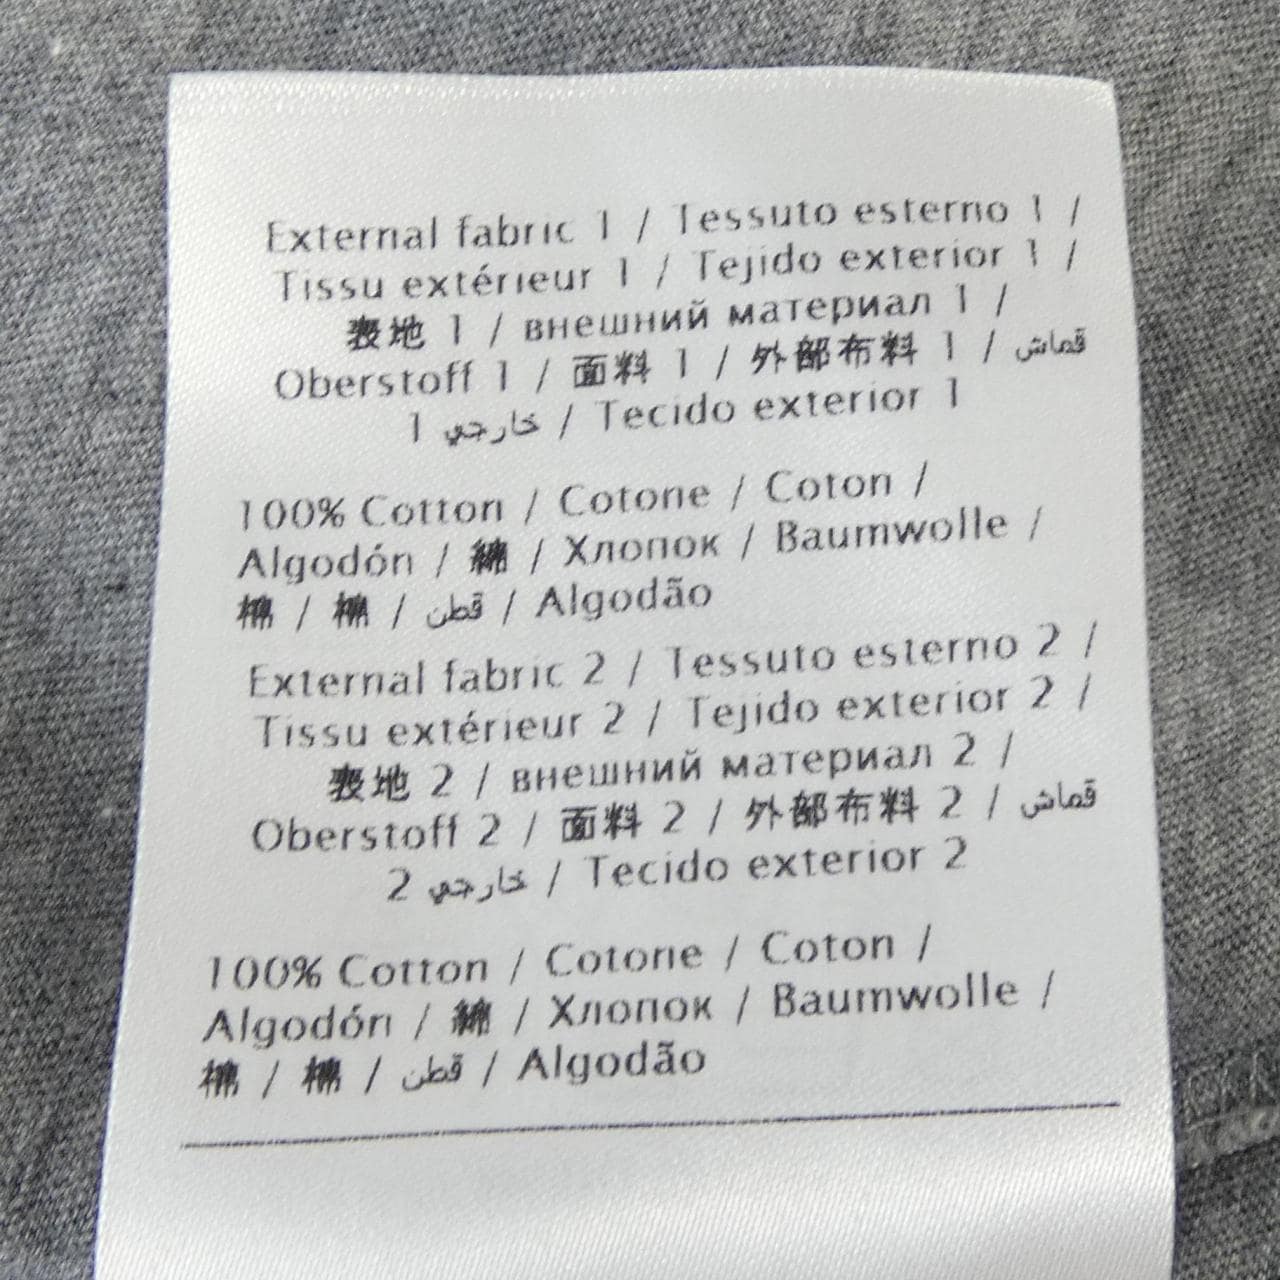 External fabric 1 / Tessuto esterno 1 /
Tissu extérieur 1 / Tejido exterior 1 /
表地 1 / внешний материал 1 /
Oberstoff 1 / 面料 1 / 外部布料 1 / قماش
خارجي 1 / Tecido exterior 1
100% Cotton / Cotone / Coton /
Algodón / 綿 / Хлопок / Baumwolle /
棉 / 棉 / قطن / Algodão
External fabric 2 / Tessuto esterno 2 /
Tissu extérieur 2 / Tejido exterior 2 /
表地 2 / внешний материал 2 /
Oberstoff 2 / 面料 2 / 外部布料 2 / قماش
خارجي 2 / Tecido exterior 2
100% Cotton / Cotone / Coton /
Algodón / 綿 / Хлопок / Baumwolle /
棉 / 棉 / قطن / Algodão